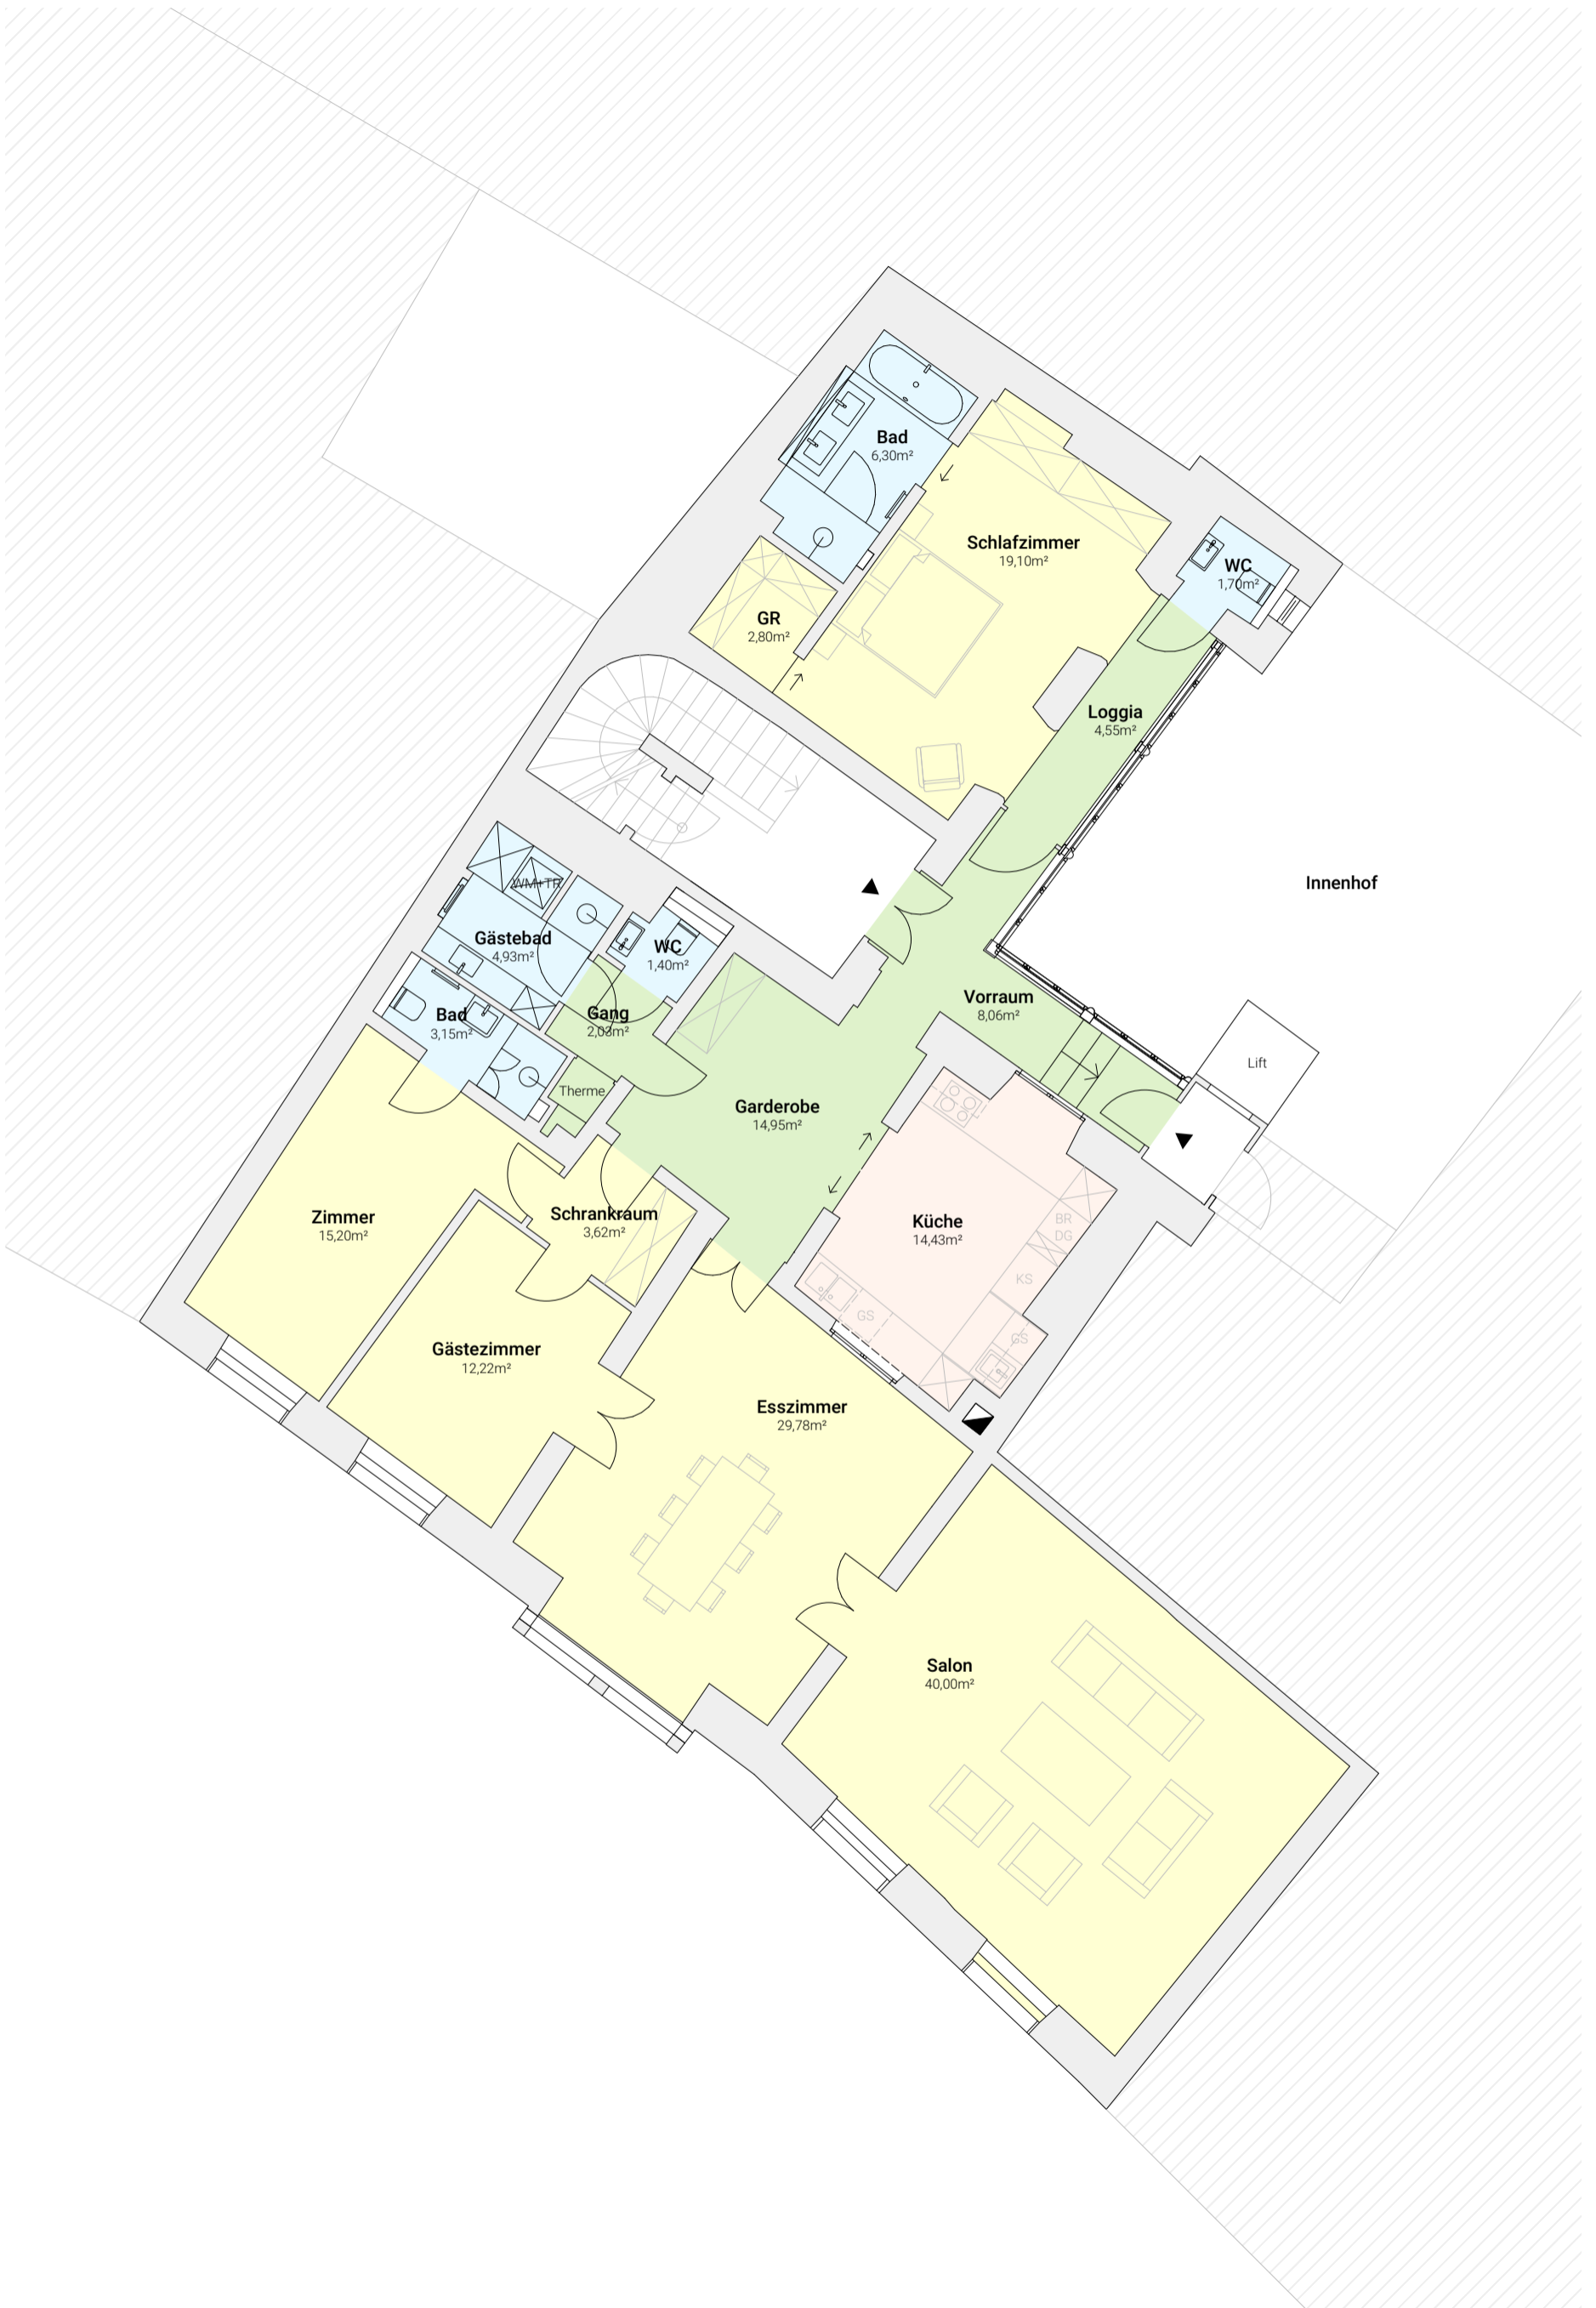 Bad
6,30m²
Schlafzimmer
19,10m²
WC
1,70m²
GR
2,80m²
Loggia
4,55m²
Innenhof
WM+TR
Gästebad
4,93m²
WC
1,40m²
Bad
3,15m²
Gang
2,03m²
Vorraum
8,06m²
Lift
Therme
Garderobe
14,95m²
Zimmer
15,20m²
Schrankraum
3,62m²
Küche
14,43m²
BR
DG
KS
GS
GS
Gästezimmer
12,22m²
Esszimmer
29,78m²
Salon
40,00m²